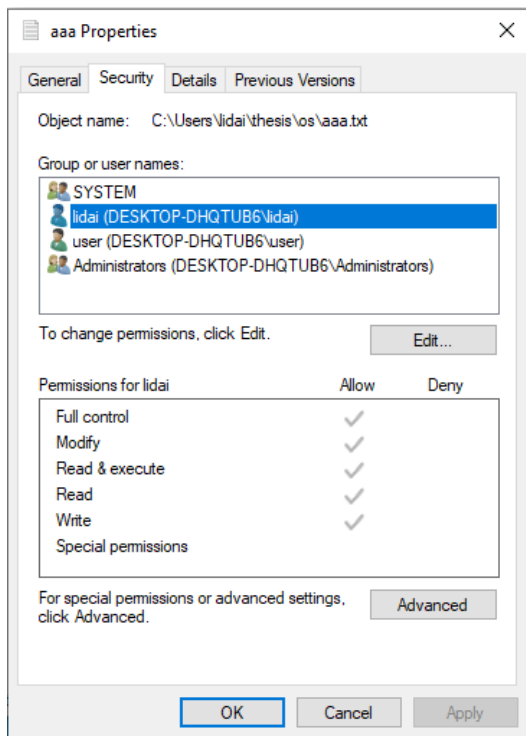 aaa Properties
General Security Details Previous Versions
Object name: C:\Users\lidai\thesis\os\aaa.txt
Group or user names:
SYSTEM
lidai (DESKTOP-DHQTUB6\lidai)
user (DESKTOP-DHQTUB6\user)
Administrators (DESKTOP-DHQTUB6\Administrators)
To change permissions, click Edit.
Edit...
Permissions for lidai Allow Deny
Full control
Modify
Read & execute
Read
Write
Special permissions
For special permissions or advanced settings,
click Advanced.
Advanced
OK Cancel Apply